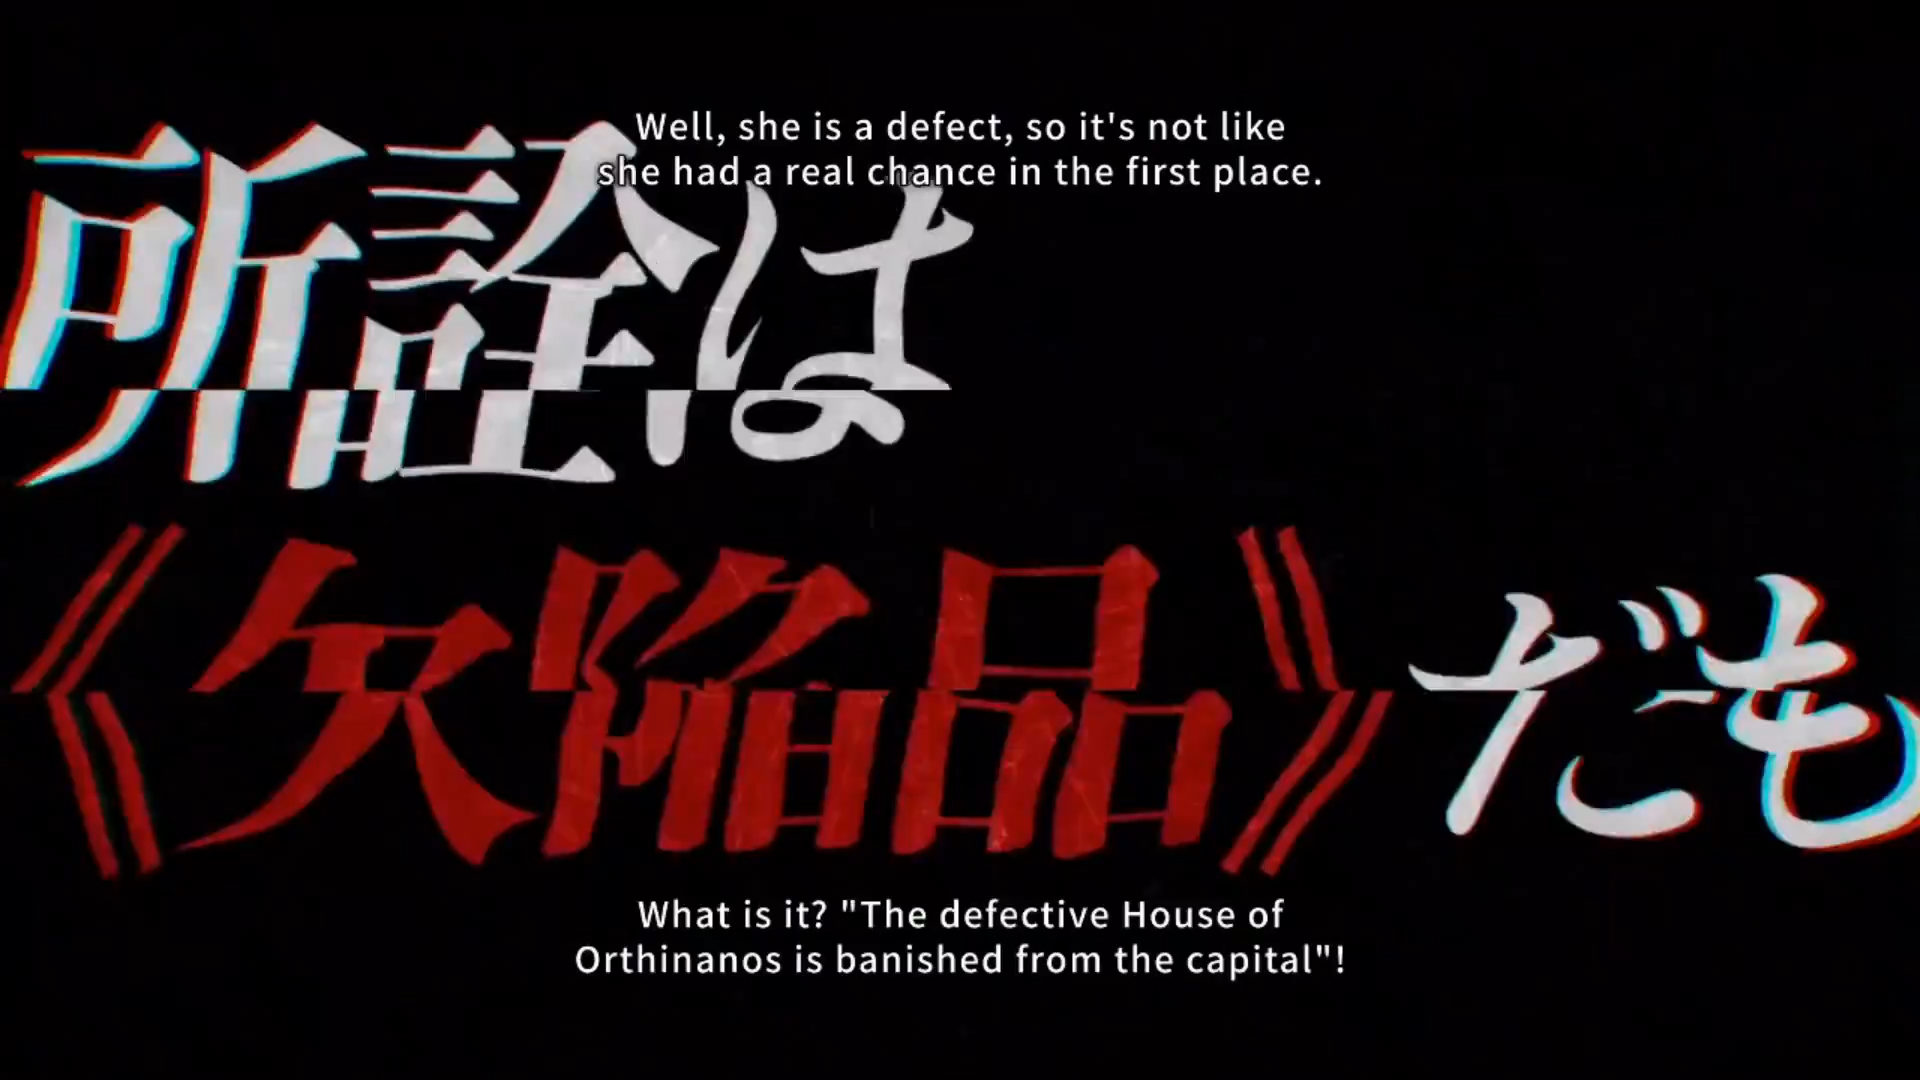 Well, she is a defect, so it's not like
she had a real chance in the first place.
所詮は
《欠陥品》だも
What is it? "The defective House of
Orthinanos is banished from the capital"!